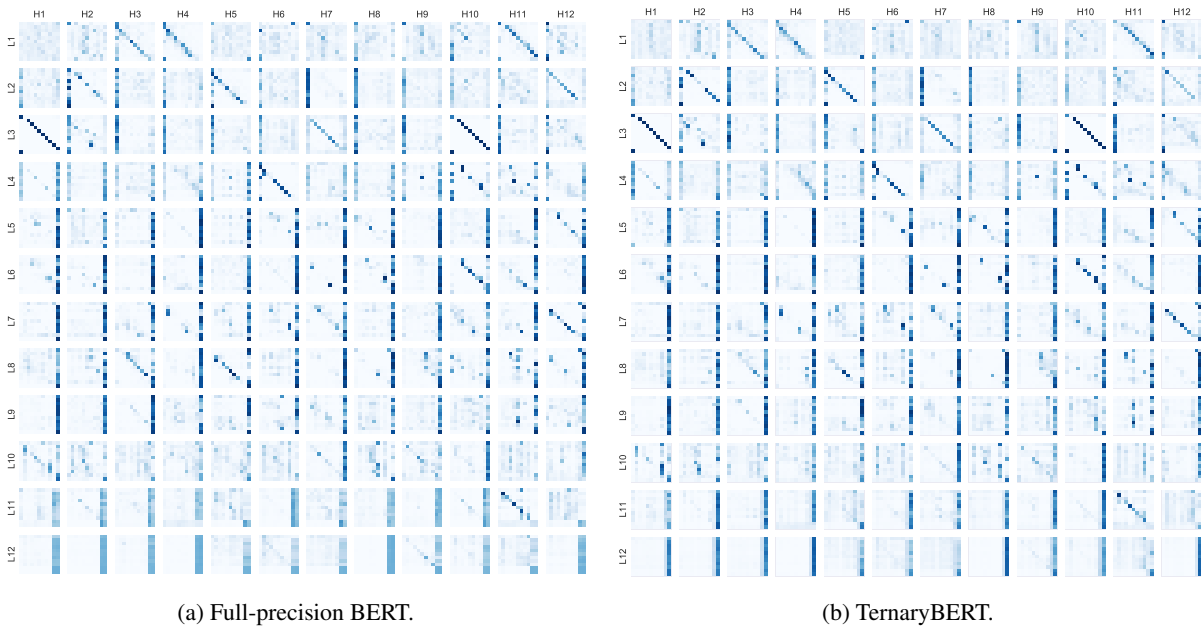 H1 H2 H3 H4 H5 H6 H7 H8 H9 H10 H11 H12
L1
L2
L3
L4
L5
L6
L7
L8
L9
L10
L11
L12
(a) Full-precision BERT.
H1 H2 H3 H4 H5 H6 H7 H8 H9 H10 H11 H12
L1
L2
L3
L4
L5
L6
L7
L8
L9
L10
L11
L12
(b) TernaryBERT.